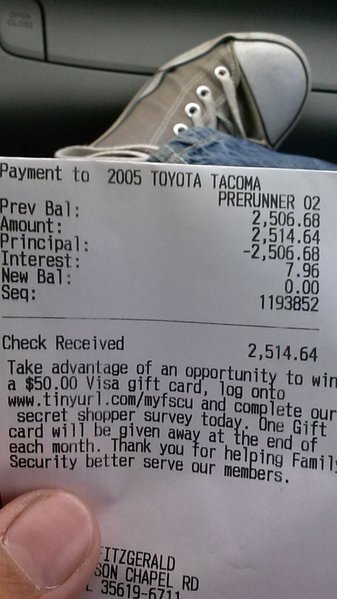 OPEN
CLOSE
Payment to 2005 TOYOTA TACOMA
PRERUNNER 02
Prev Bal: 2,506.68
Amount: 2,514.64
Principal: -2,506.68
Interest: 7.96
New Bal: 0.00
Seq: 1193852
Check Received 2,514.64
Take advantage of an opportunity to win
a $50.00 Visa gift card, log onto
www.tinyurl.com/myfscu and complete our
secret shopper survey today. One Gift
card will be given away at the end of
each month. Thank you for helping Famil
Security better serve our members.
ITZGERALD
SON CHAPEL RD
L 35619-6711